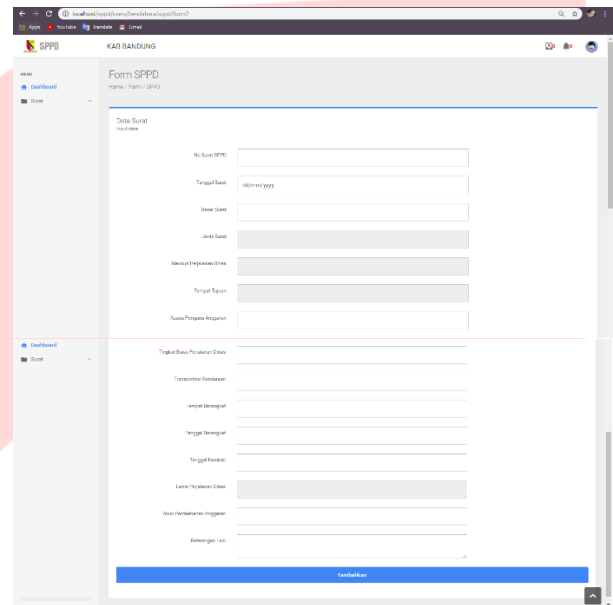 localhost/sppd/users/bendahara/sppd/form2
Apps YouTube Translate Gmail
SPPD KAB BANDUNG
MENU
Dashboard
Surat
Form SPPD
Home / Form / SPPD
Data Surat
Input data
No Surat SPPD
Tanggal Surat dd/mm/yyyy
Dasar Surat
Jenis Surat
Maksud Perjalanan Dinas
Tempat Tujuan
Kuasa Pengguna Anggaran
Dashboard
Surat
Tingkat Biaya Perjalanan Dinas
Transportasi Kendaraan
Tempat Berangkat
Tanggal Berangkat
Tanggal Kembali
Lama Perjalanan Dinas
Akun Pembebanan Anggaran
Keterangan Lain
Tambahkan